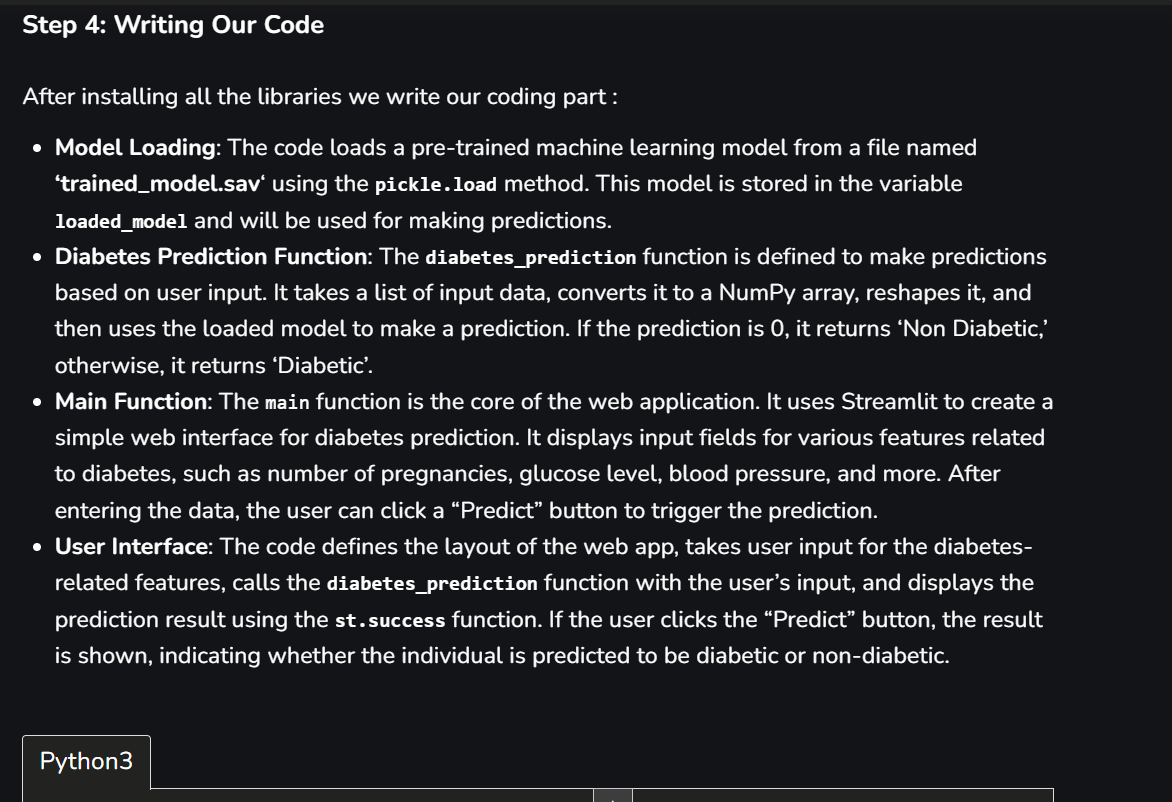 Step 4: Writing Our Code
After installing all the libraries we write our coding part :
• Model Loading: The code loads a pre-trained machine learning model from a file named
‘trained_model.sav‘ using the pickle.load method. This model is stored in the variable
loaded_model and will be used for making predictions.
• Diabetes Prediction Function: The diabetes_prediction function is defined to make predictions
based on user input. It takes a list of input data, converts it to a NumPy array, reshapes it, and
then uses the loaded model to make a prediction. If the prediction is 0, it returns ‘Non Diabetic,’
otherwise, it returns ‘Diabetic’.
• Main Function: The main function is the core of the web application. It uses Streamlit to create a
simple web interface for diabetes prediction. It displays input fields for various features related
to diabetes, such as number of pregnancies, glucose level, blood pressure, and more. After
entering the data, the user can click a “Predict” button to trigger the prediction.
• User Interface: The code defines the layout of the web app, takes user input for the diabetes-
related features, calls the diabetes_prediction function with the user’s input, and displays the
prediction result using the st.success function. If the user clicks the “Predict” button, the result
is shown, indicating whether the individual is predicted to be diabetic or non-diabetic.
Python3